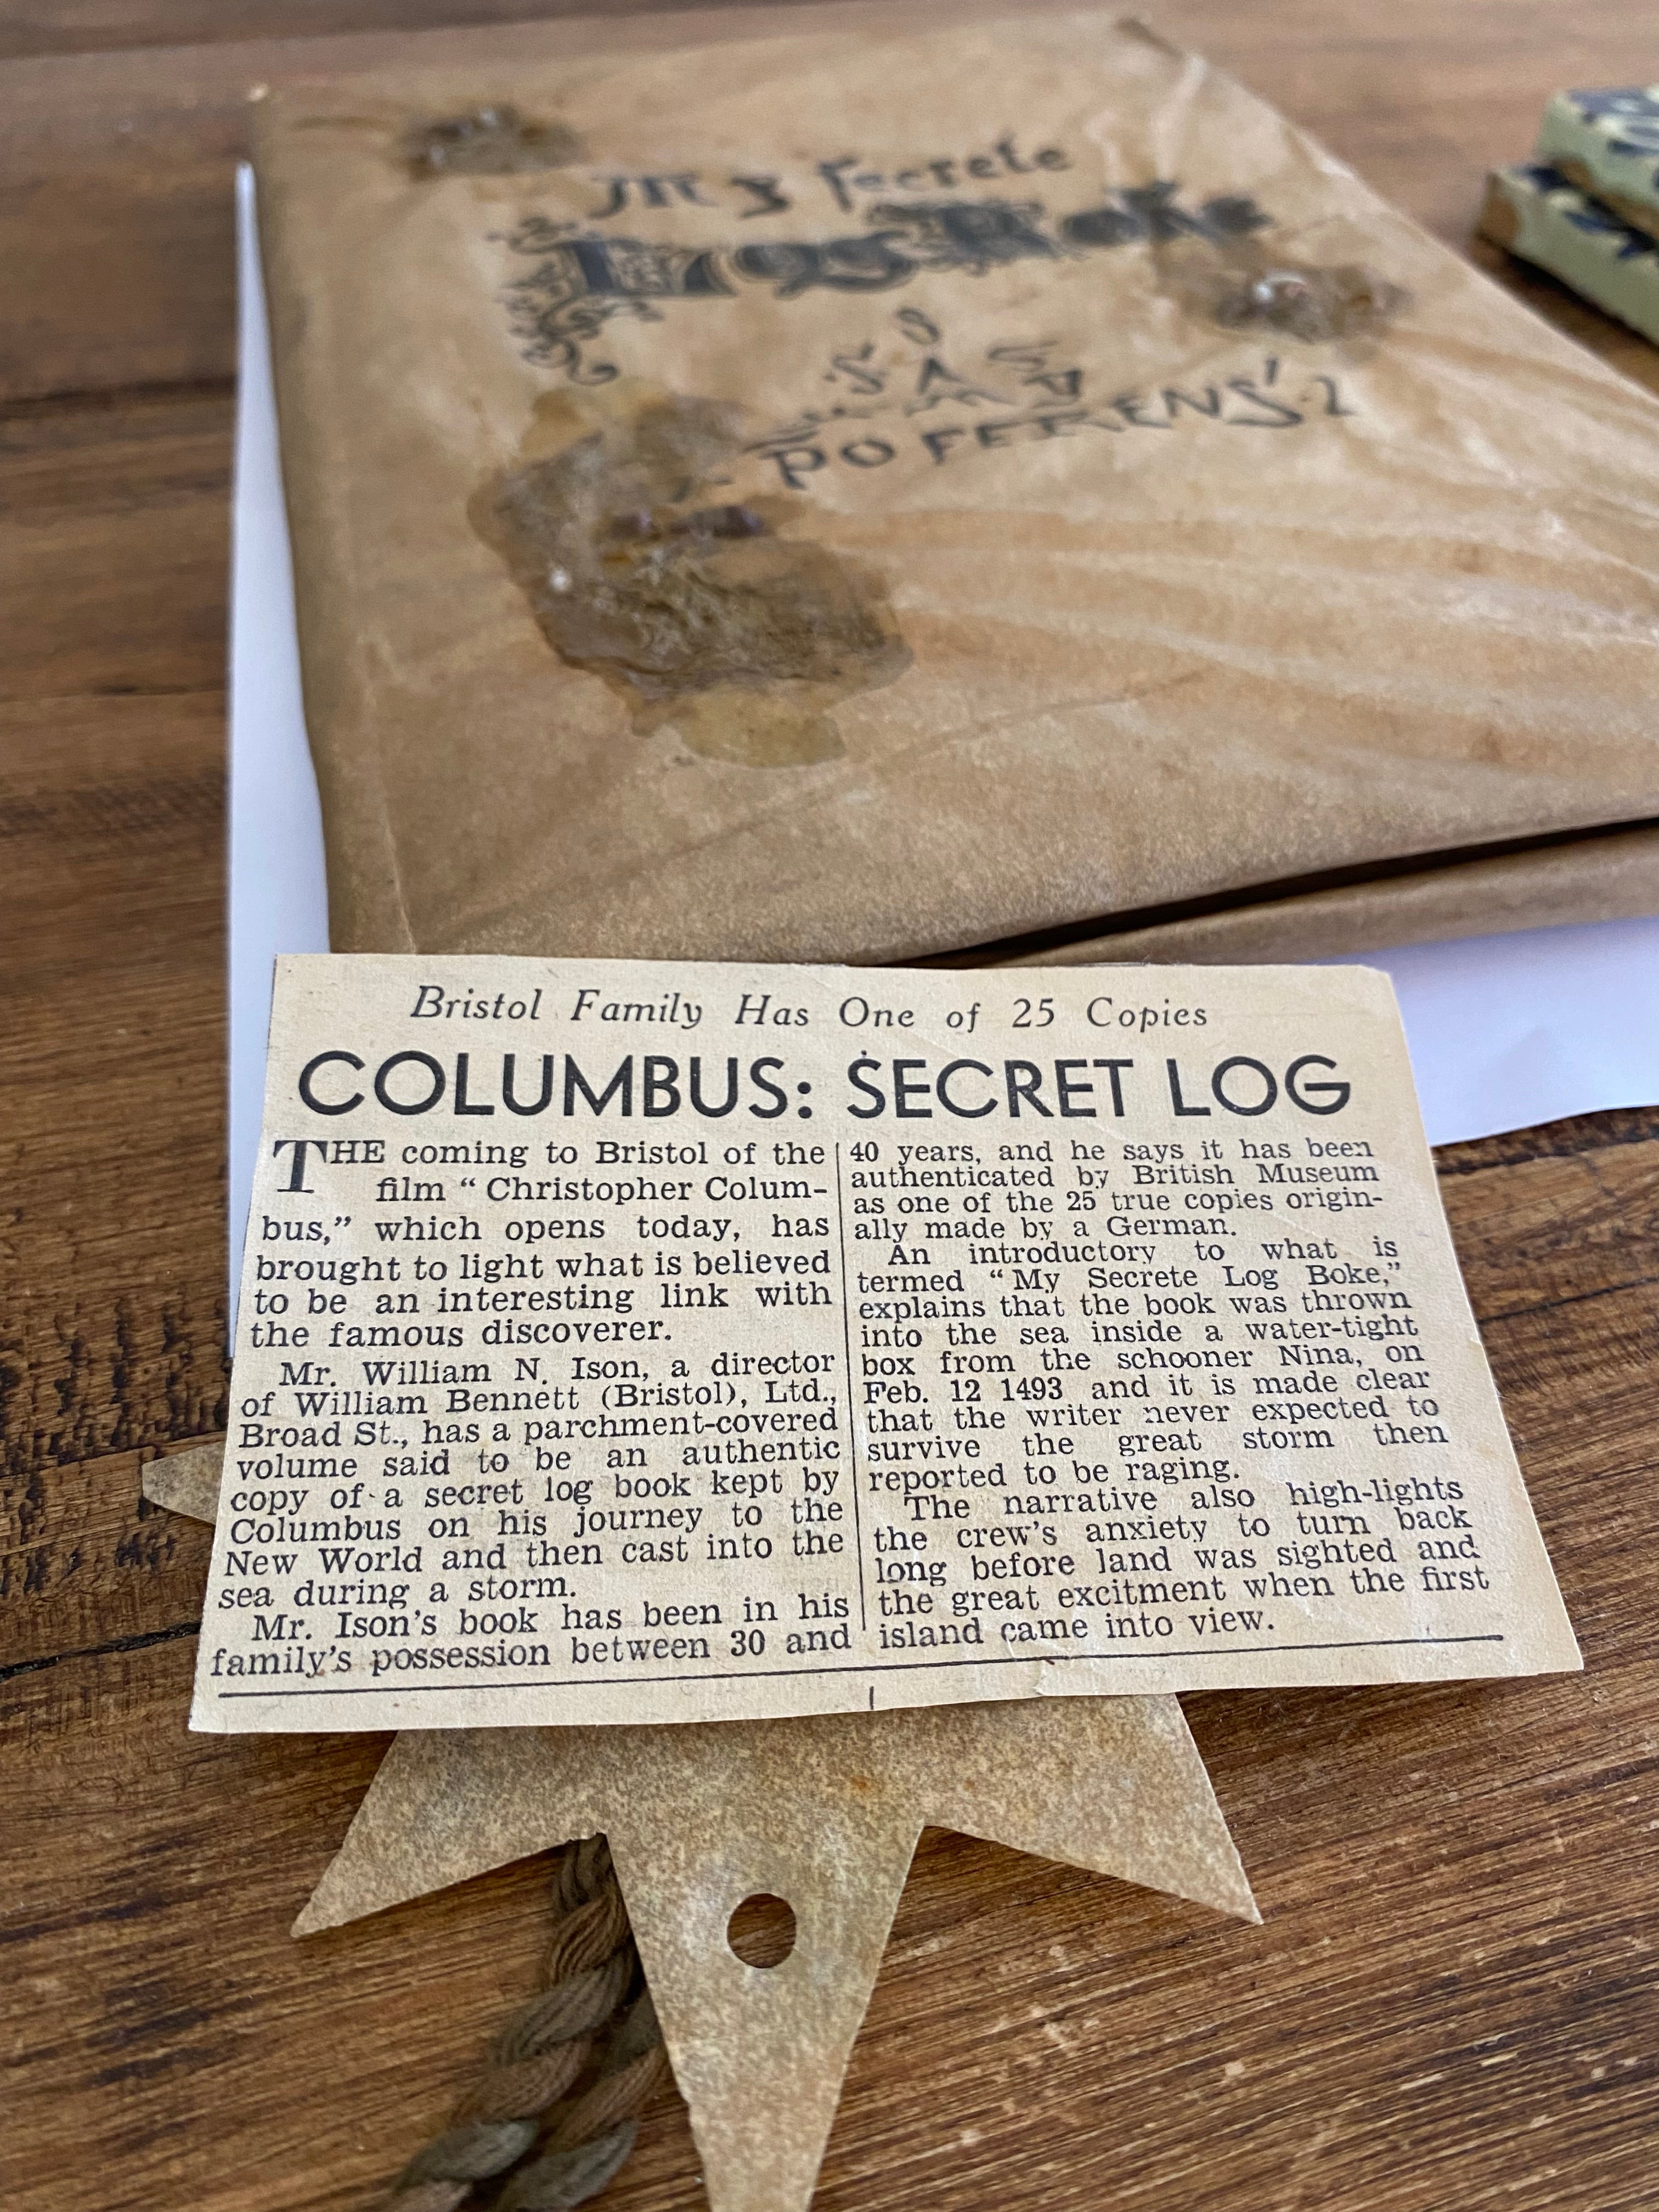 My Secrete
Log Boke
S
S A S
X M Y
POFERENS
Bristol Family Has One of 25 Copies
COLUMBUS: SECRET LOG
THE coming to Bristol of the
film “ Christopher Colum-
bus,” which opens today, has
brought to light what is believed
to be an interesting link with
the famous discoverer.
Mr. William N. Ison, a director
of William Bennett (Bristol), Ltd.,
Broad St., has a parchment-covered
volume said to be an authentic
copy of a secret log book kept by
Columbus on his journey to the
New World and then cast into the
sea during a storm.
Mr. Ison's book has been in his
family's possession between 30 and
40 years, and he says it has been
authenticated by British Museum
as one of the 25 true copies origin-
ally made by a German.
An introductory to what is
termed “My Secrete Log Boke,”
explains that the book was thrown
into the sea inside a water-tight
box from the schooner Nina, on
Feb. 12 1493 and it is made clear
that the writer never expected to
survive the great storm then
reported to be raging.
The narrative also high-lights
the crew's anxiety to turn back
long before land was sighted and
the great excitment when the first
island came into view.